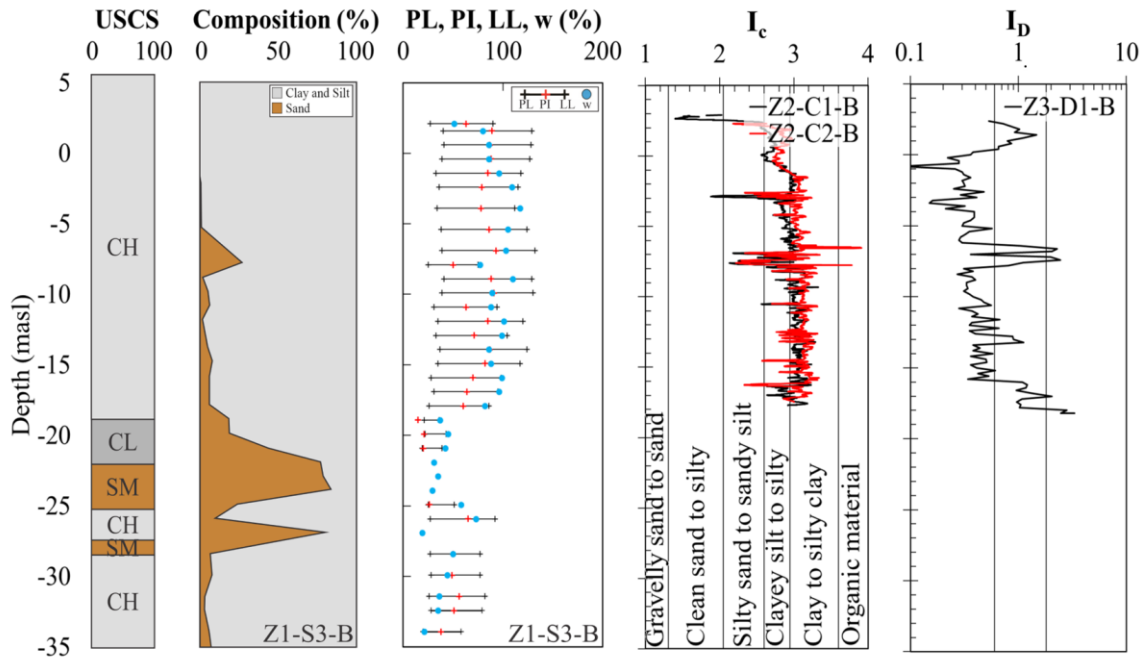 USCS
Composition (%)
PL, PI, LL, w (%)
I_c
I_D
0 100
0 50 100
0 100 200
1 2 3 4
0.1 1 10
Depth (masl)
5
0
-5
-10
-15
-20
-25
-30
-35
CH
CL
SM
CH
SM
CH
Clay and Silt
Sand
Z1-S3-B
PL PI LL w
Z1-S3-B
Z2-C1-B
Z2-C2-B
Gravelly sand to sand
Clean sand to silty
Silty sand to sandy silt
Clayey silt to silty
Clay to silty clay
Organic material
Z3-D1-B